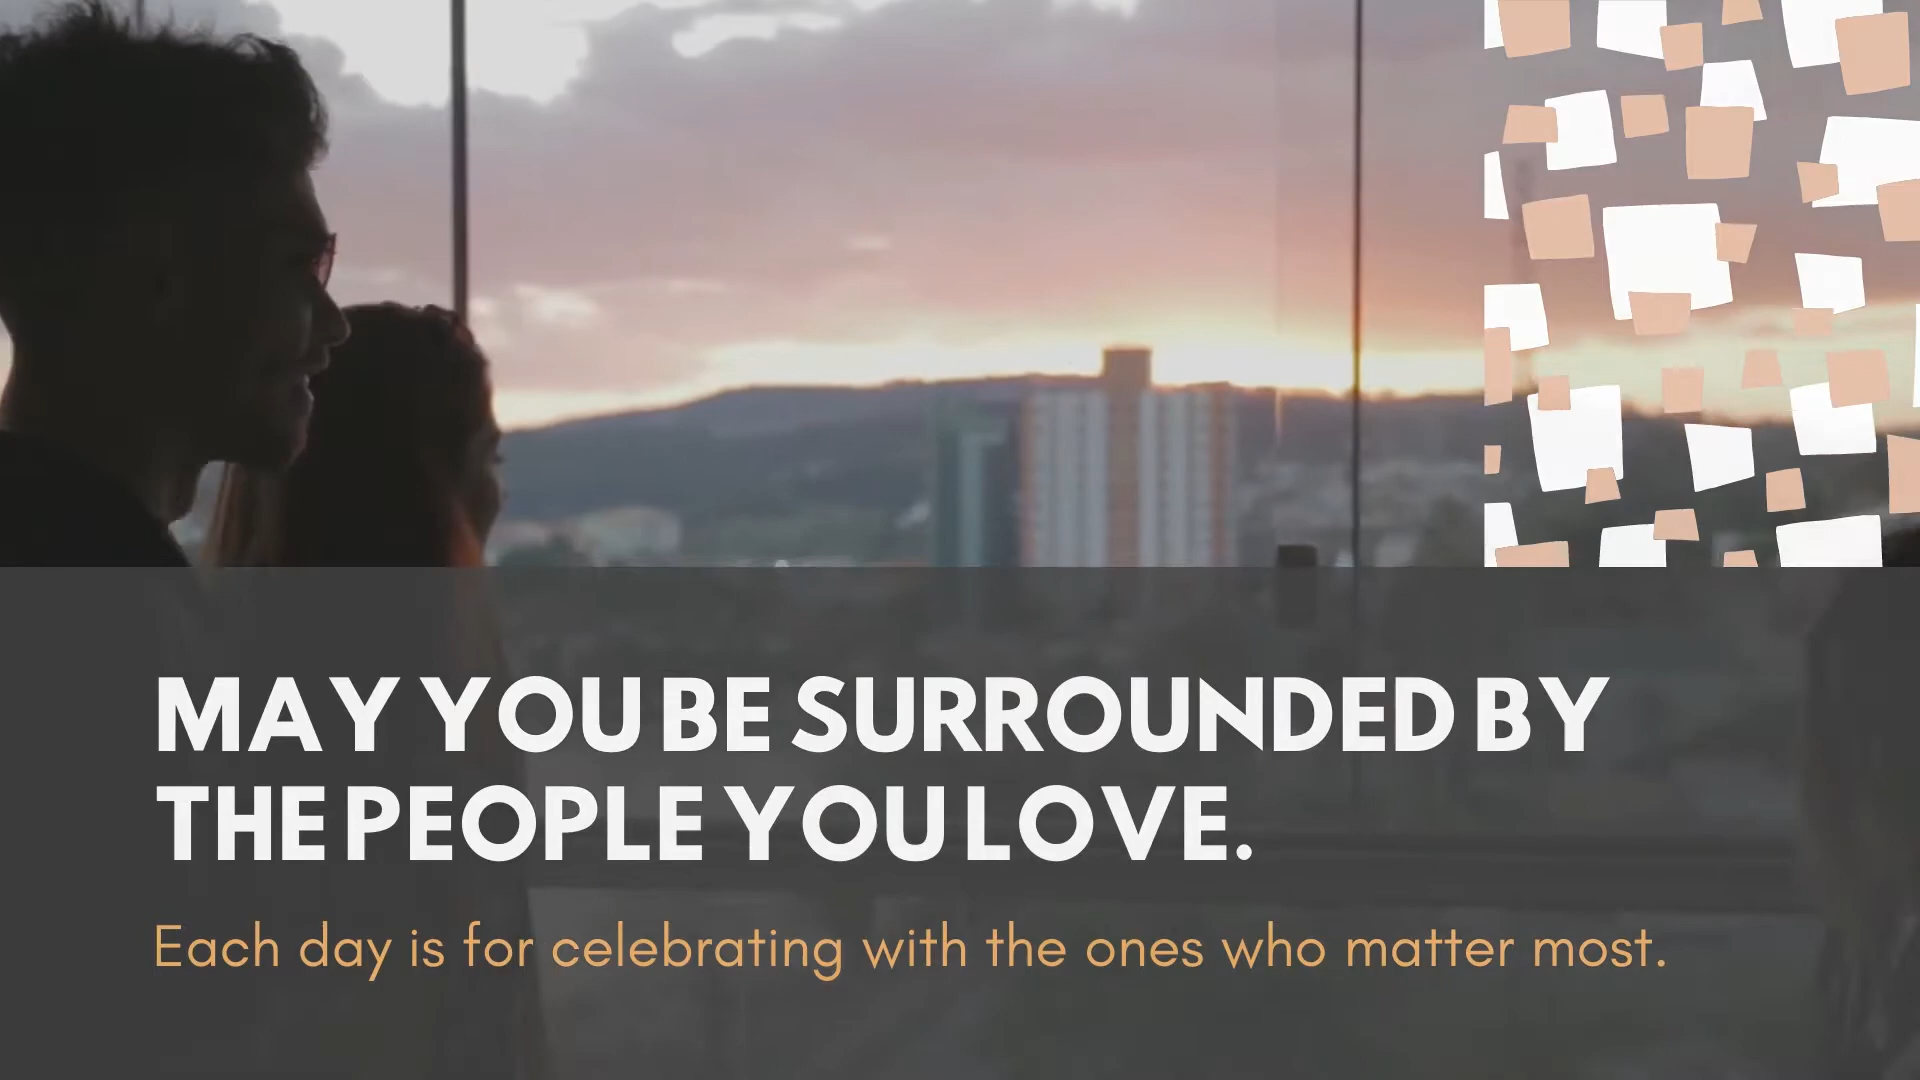 MAY YOU BE SURROUNDED BY
THE PEOPLE YOU LOVE.
Each day is for celebrating with the ones who matter most.